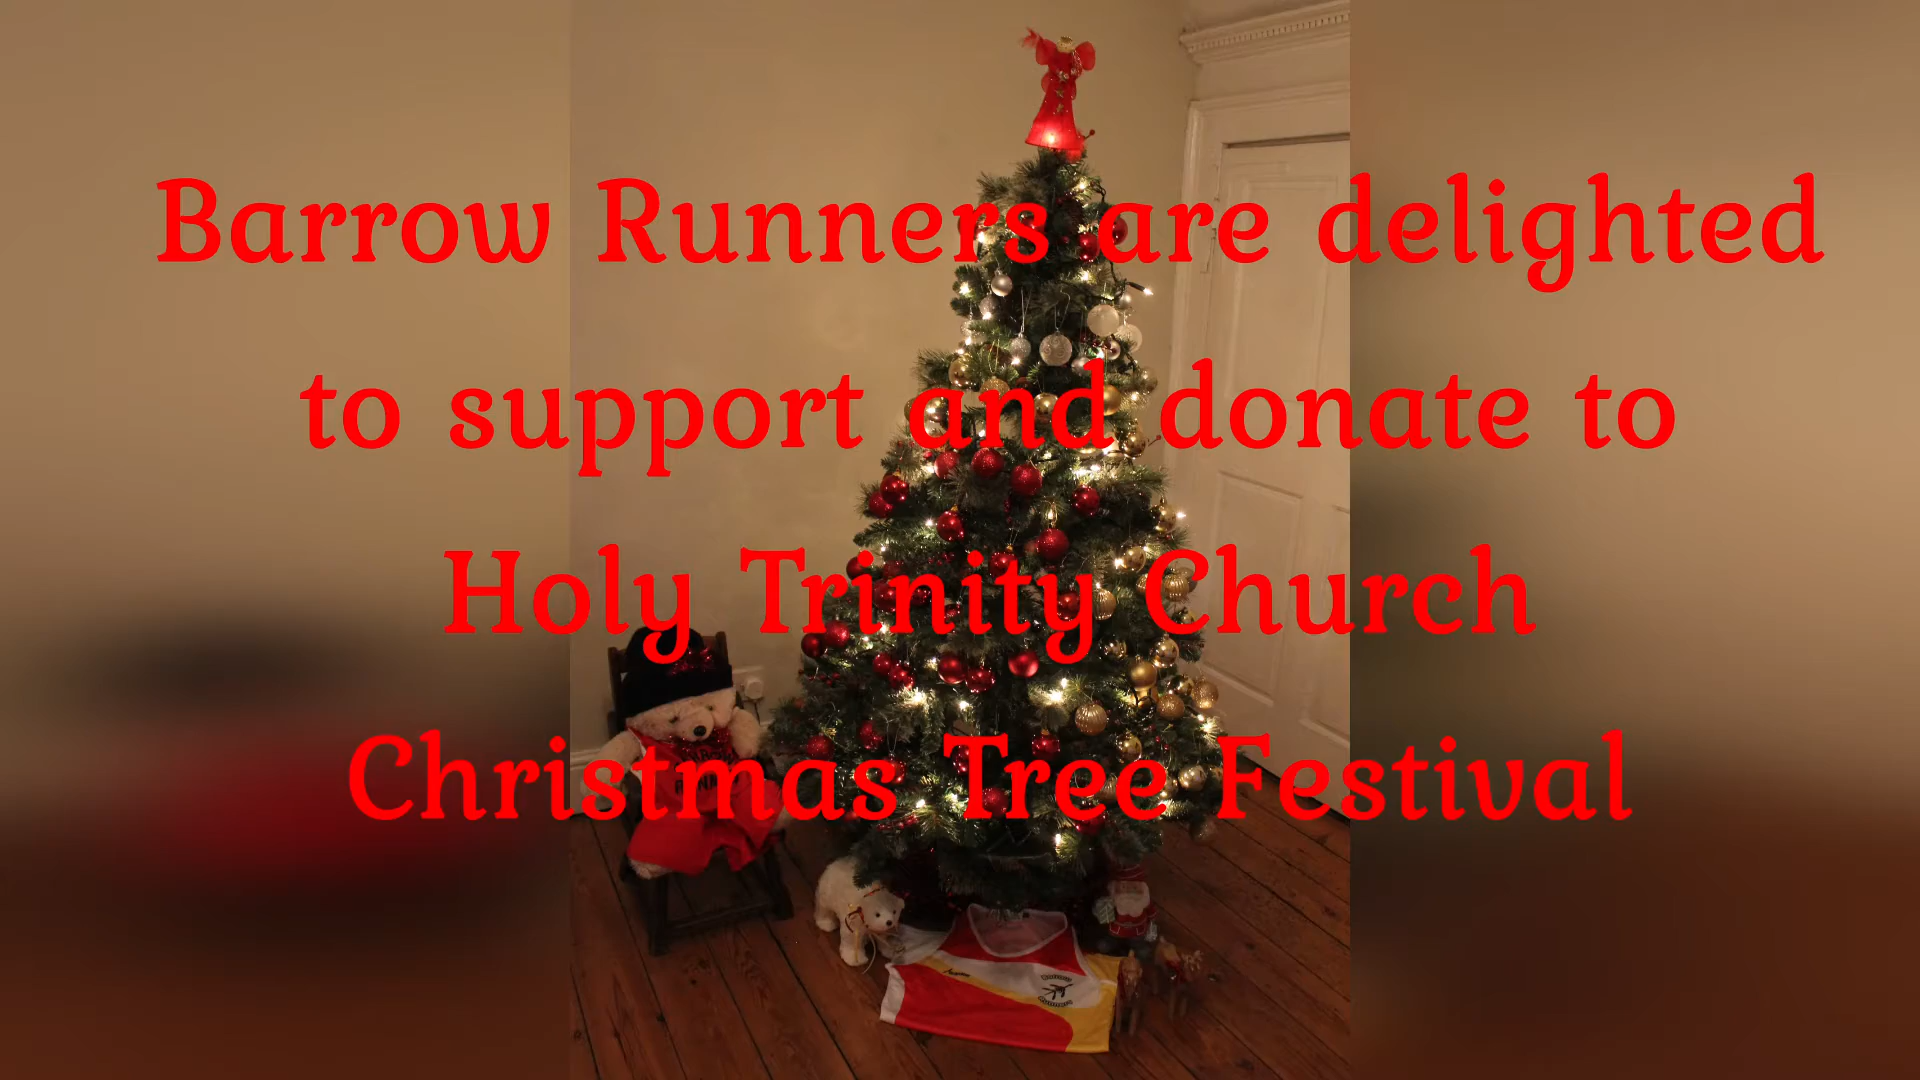 Barrow Runners are delighted
to support and donate to
Holy Trinity Church
Christmas Tree Festival